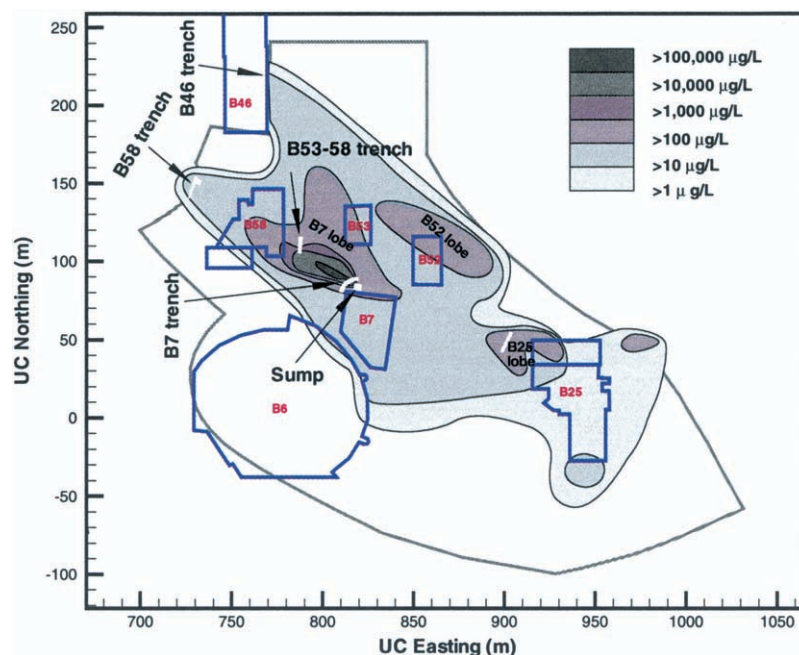 >100,000 µg/L
>10,000 µg/L
>1,000 µg/L
>100 µg/L
>10 µg/L
>1 µ g/L
B46 trench
B46
B58 trench
B53-58 trench
B58
B7 lobe
B53
B52 lobe
B52
B7 trench
B7
Sump
B25
lobe
B25
B6
UC Northing (m)
250
200
150
100
50
0
-50
-100
700
750
800
850
900
950
1000
1050
UC Easting (m)